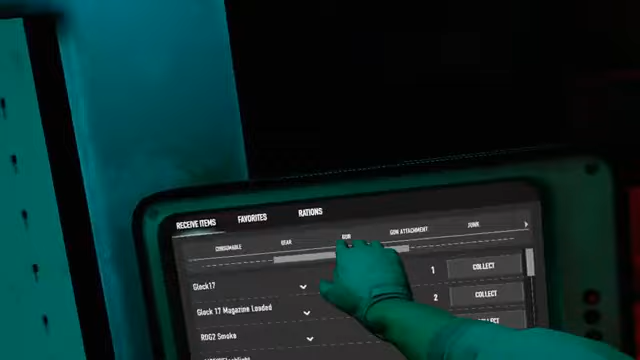 RECEIVE ITEMS FAVORITES RATIONS
CONSUMABLE GEAR GUN GUN ATTACHMENT JUNK
Glock17 1 COLLECT
Glock 17 Magazine Loaded 2 COLLECT
RDG2 Smoke